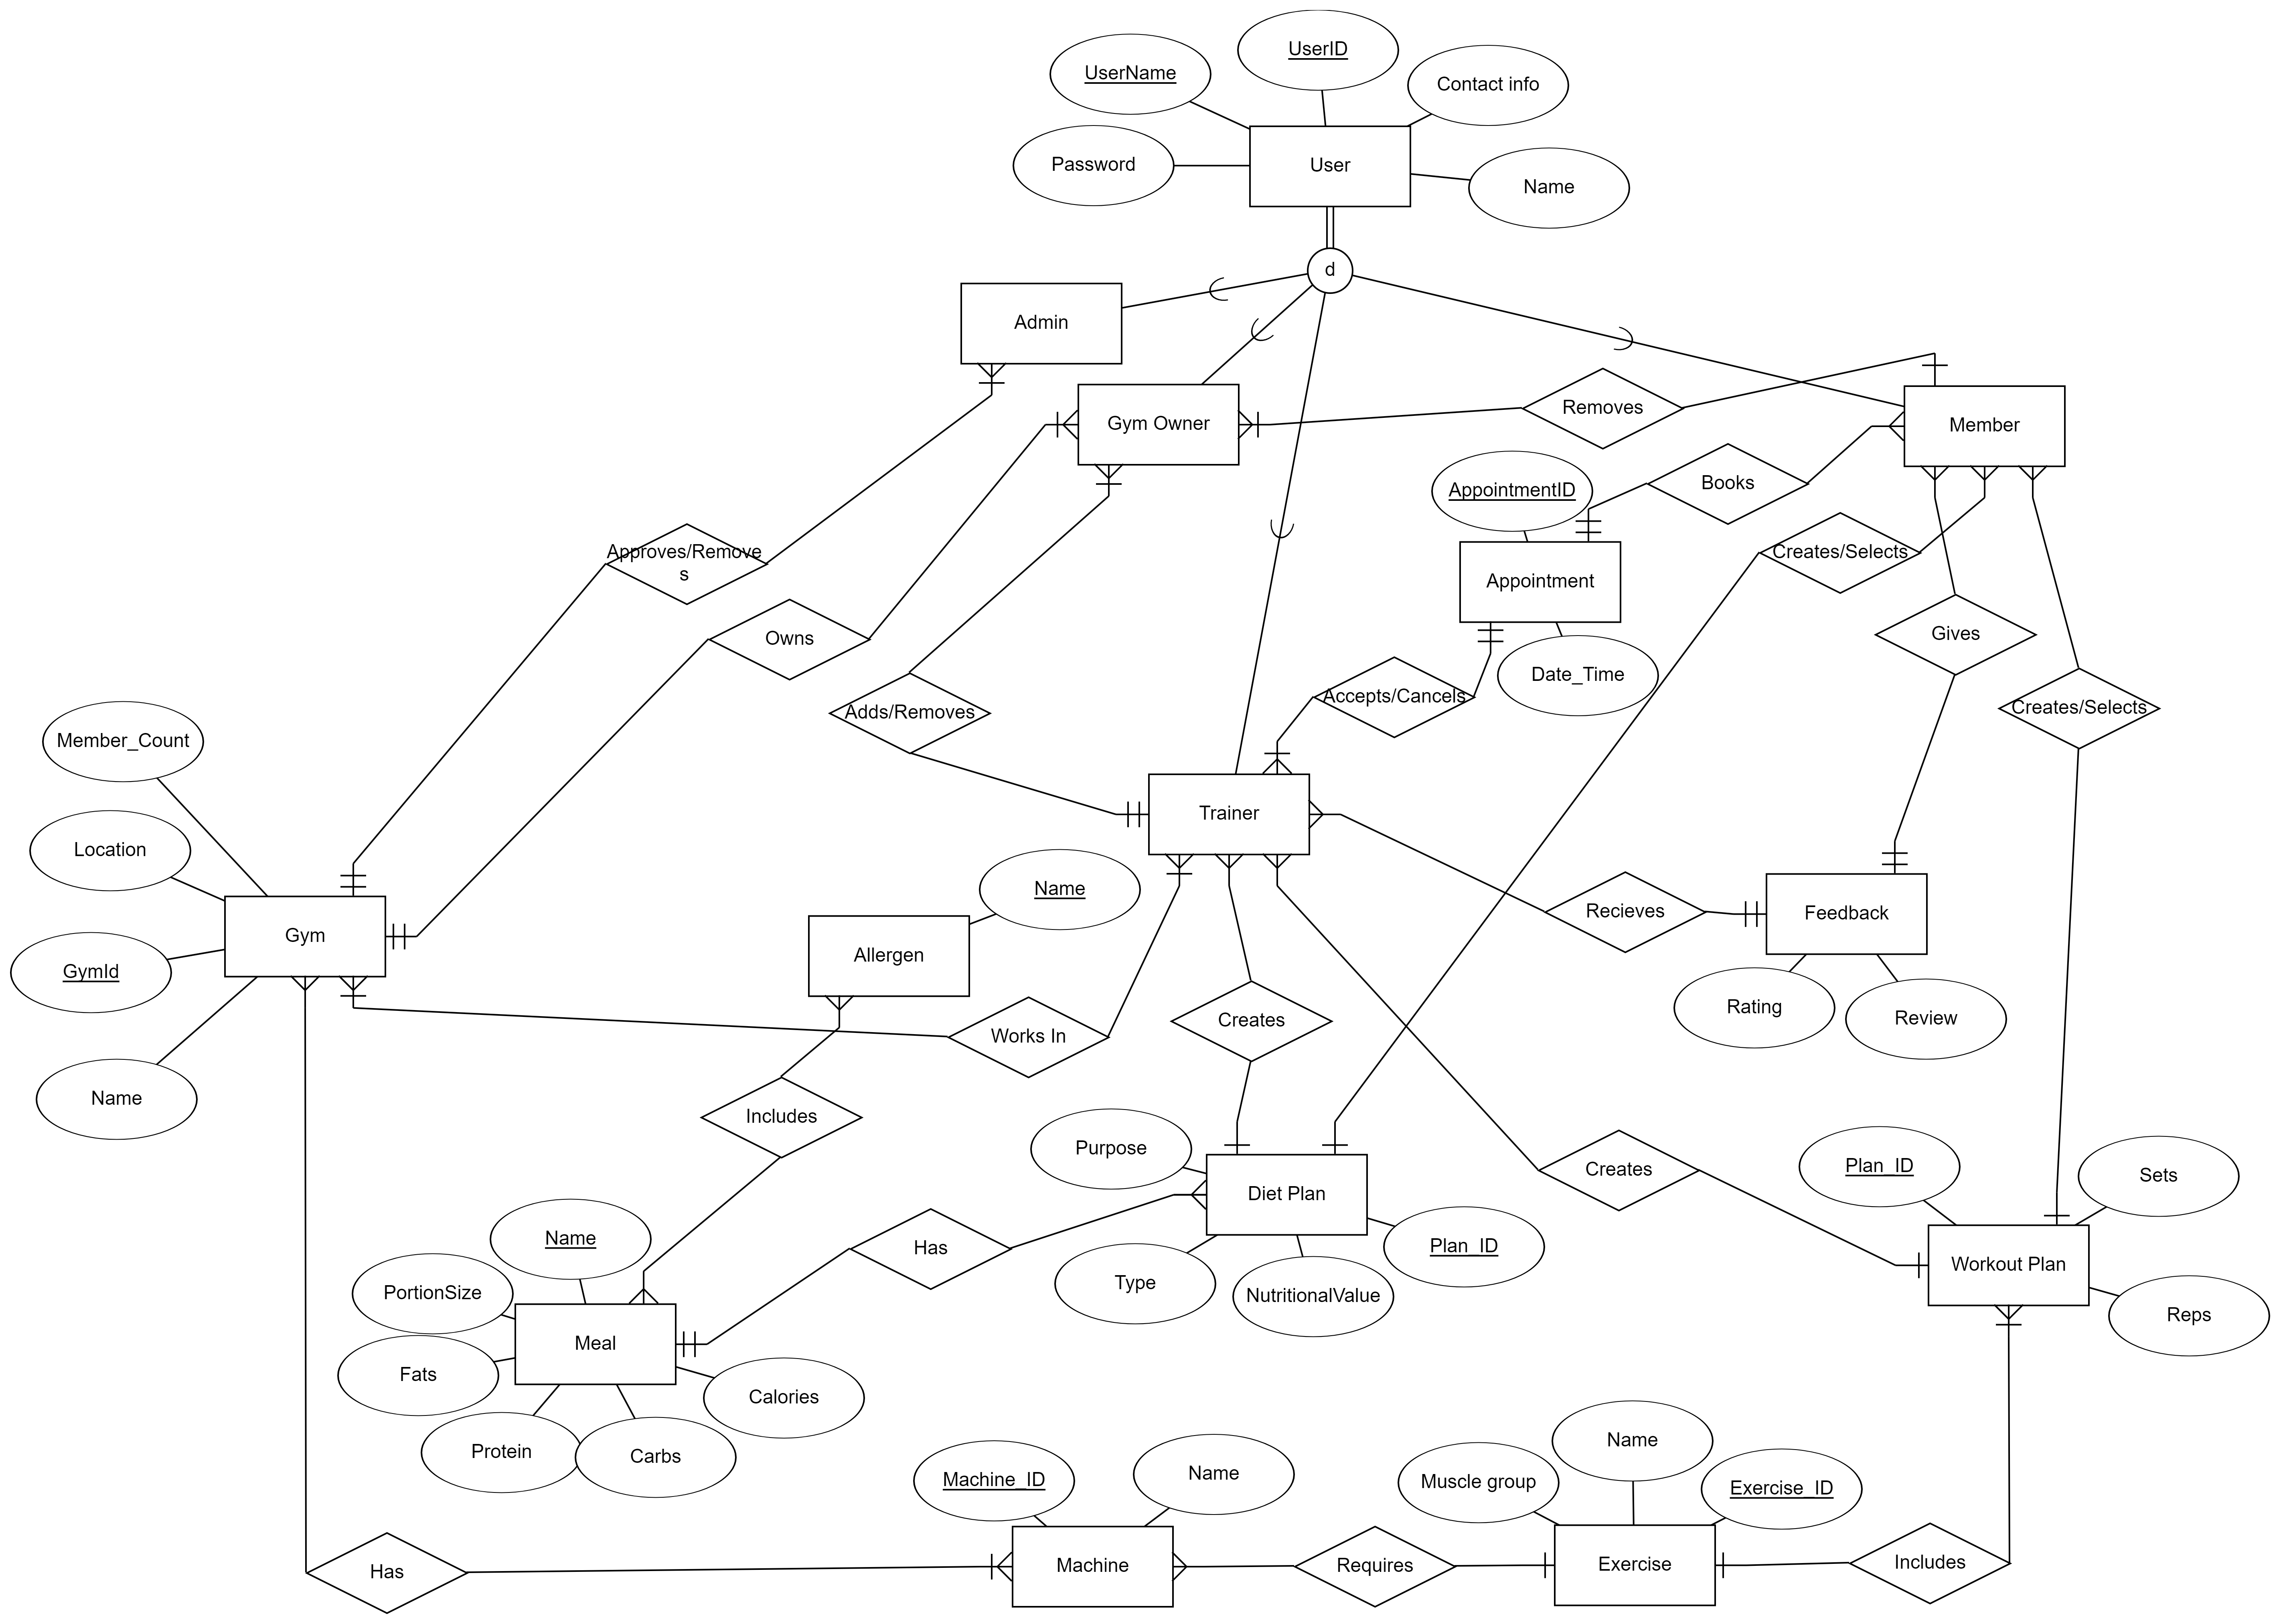 UserID
UserName
Contact info
Password
User
Name
d
Admin
Removes
Gym Owner
Member
Books
AppointmentID
Approves/Remove
s
Creates/Selects
Appointment
Owns
Gives
Date_Time
Accepts/Cancels
Adds/Removes
Creates/Selects
Member_Count
Trainer
Location
Name
Recieves
Feedback
Gym
Allergen
GymId
Rating
Review
Creates
Works In
Name
Includes
Purpose
Creates
Plan_ID
Sets
Diet Plan
Name
Has
Plan_ID
Workout Plan
PortionSize
Type
NutritionalValue
Reps
Meal
Fats
Calories
Protein
Carbs
Name
Machine_ID
Name
Muscle group
Exercise_ID
Has
Machine
Requires
Exercise
Includes